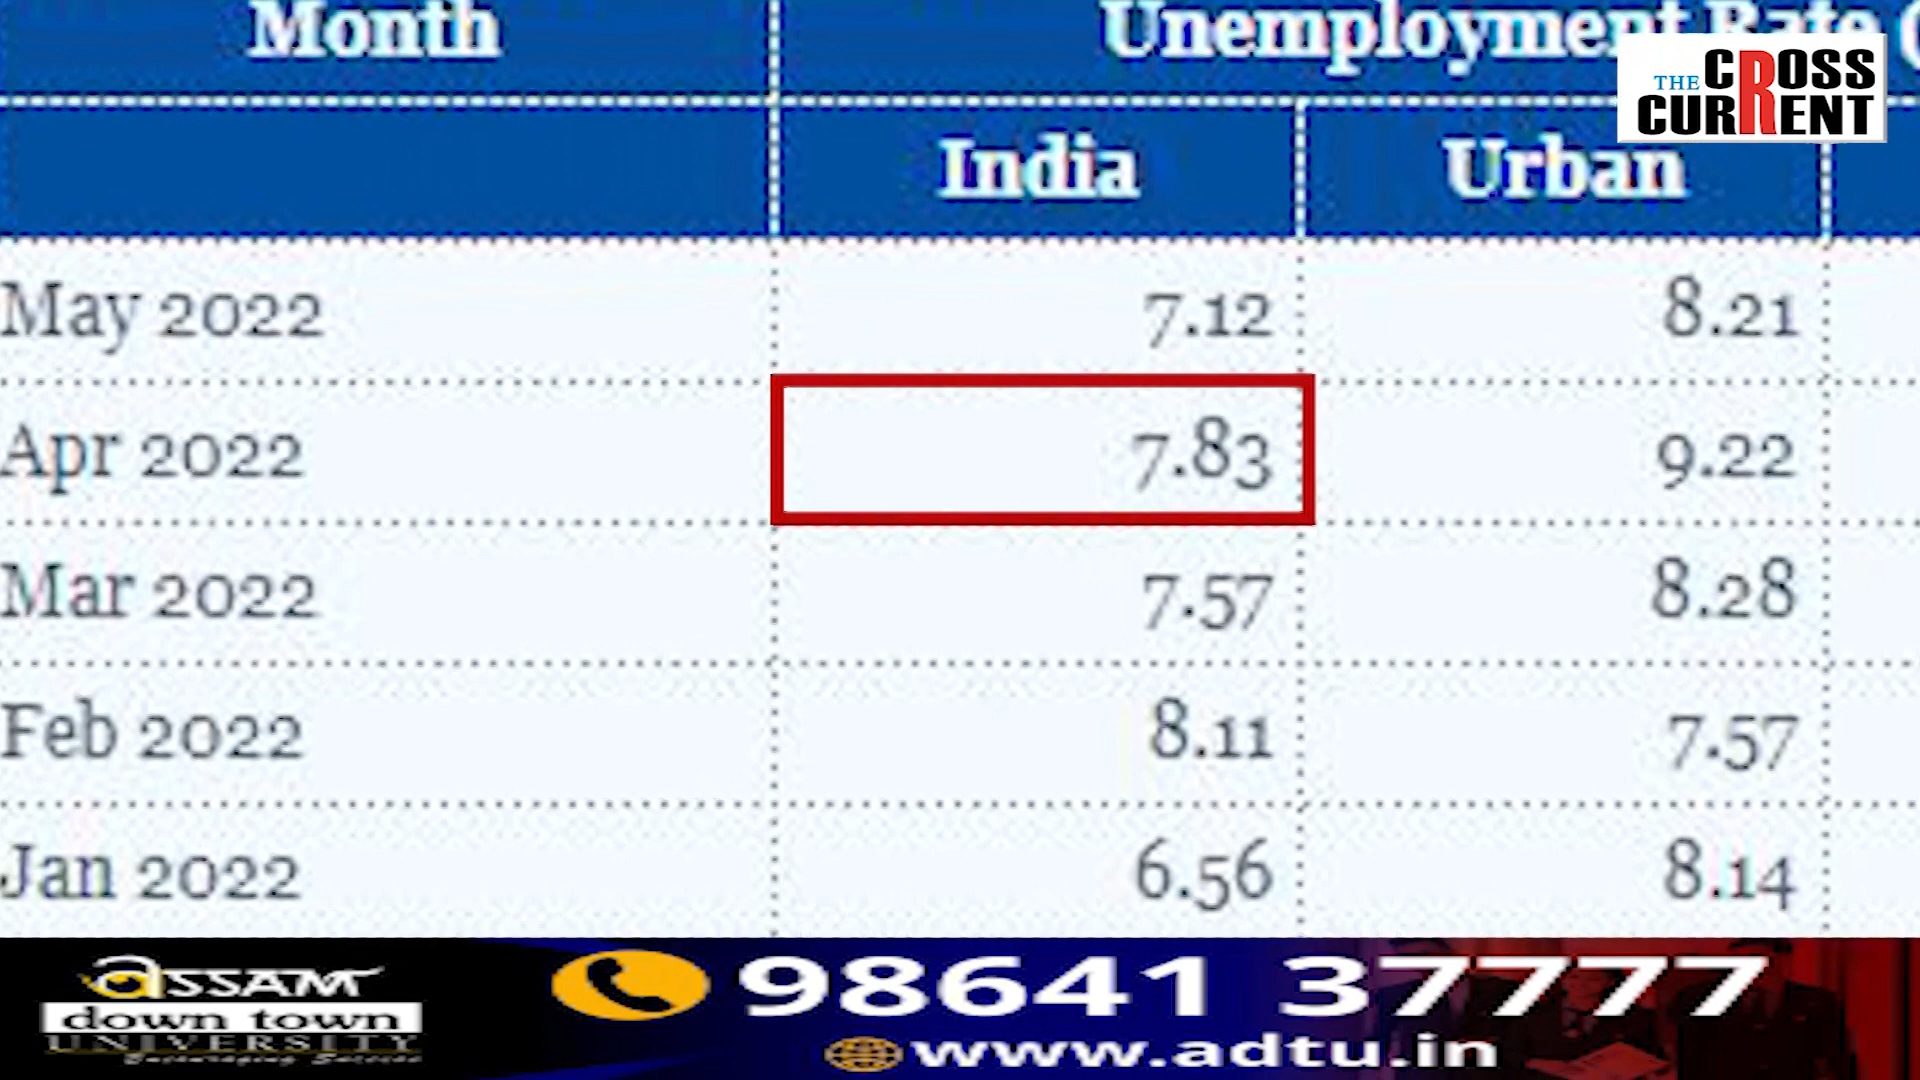 Month Unemployment Rate (
THE CROSS
CURRENT
India Urban
May 2022 7.12 8.21
Apr 2022 7.83 9.22
Mar 2022 7.57 8.28
Feb 2022 8.11 7.57
Jan 2022 6.56 8.14
assam
down town
UNIVERSITY
98641 37777
www.adtu.in